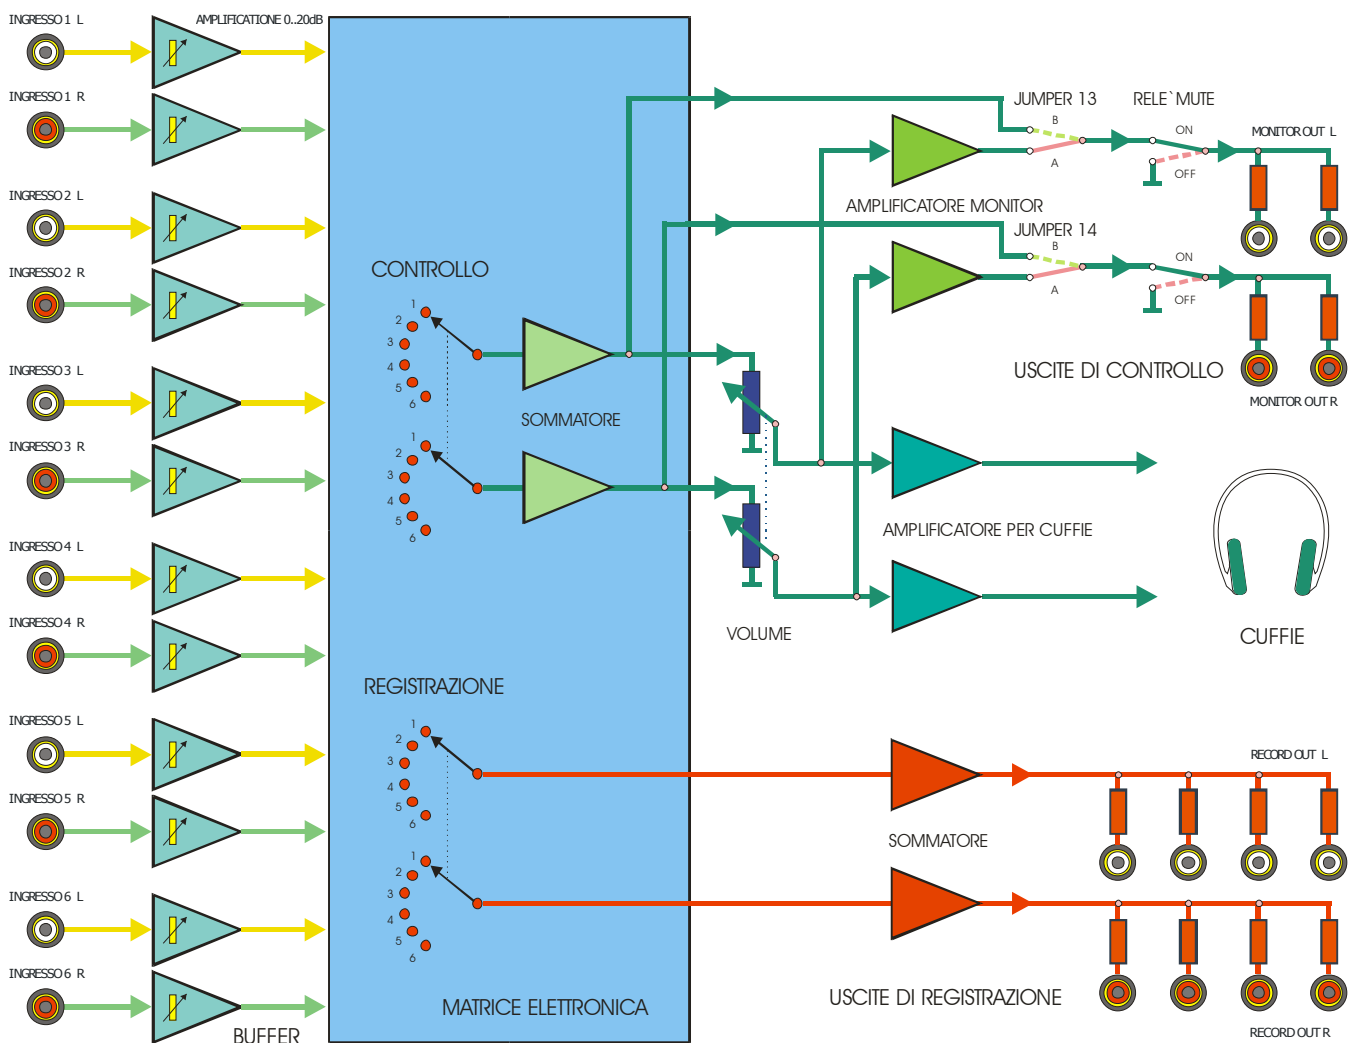 INGRESSO 1 L
AMPLIFICATIONE 0..20dB
INGRESSO 1 R
INGRESSO 2 L
INGRESSO 2 R
INGRESSO 3 L
INGRESSO 3 R
INGRESSO 4 L
INGRESSO 4 R
INGRESSO 5 L
INGRESSO 5 R
INGRESSO 6 L
INGRESSO 6 R
BUFFER
CONTROLLO
1
2
3
4
5
6
1
2
3
4
5
6
SOMMATORE
REGISTRAZIONE
1
2
3
4
5
6
1
2
3
4
5
6
MATRICE ELETTRONICA
JUMPER 13
B
A
RELE`MUTE
ON
OFF
MONITOR OUT L
AMPLIFICATORE MONITOR
JUMPER 14
B
A
ON
OFF
USCITE DI CONTROLLO
MONITOR OUT R
AMPLIFICATORE PER CUFFIE
VOLUME
CUFFIE
RECORD OUT L
SOMMATORE
USCITE DI REGISTRAZIONE
RECORD OUT R